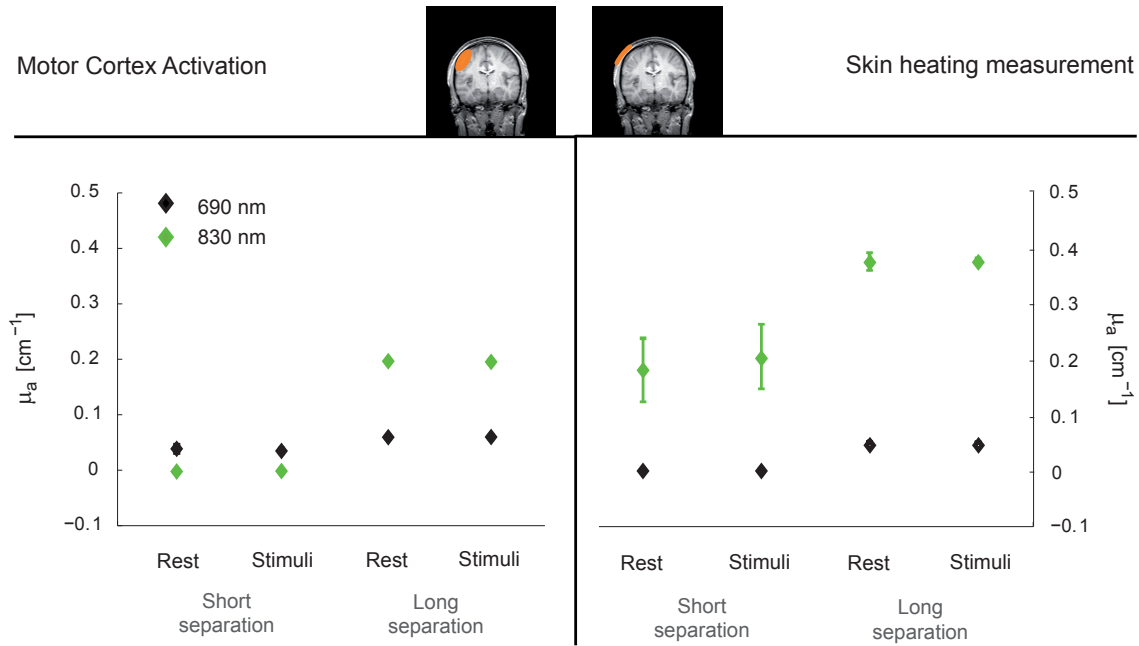 Motor Cortex Activation
Skin heating measurement
0.5
0.4
0.3
0.2
0.1
0
−0.1
μa [cm−1]
690 nm
830 nm
Rest Stimuli Rest Stimuli
Short separation
Long separation
0.5
0.4
0.3
0.2
0.1
0
−0.1
μa [cm−1]
Rest Stimuli Rest Stimuli
Short separation
Long separation